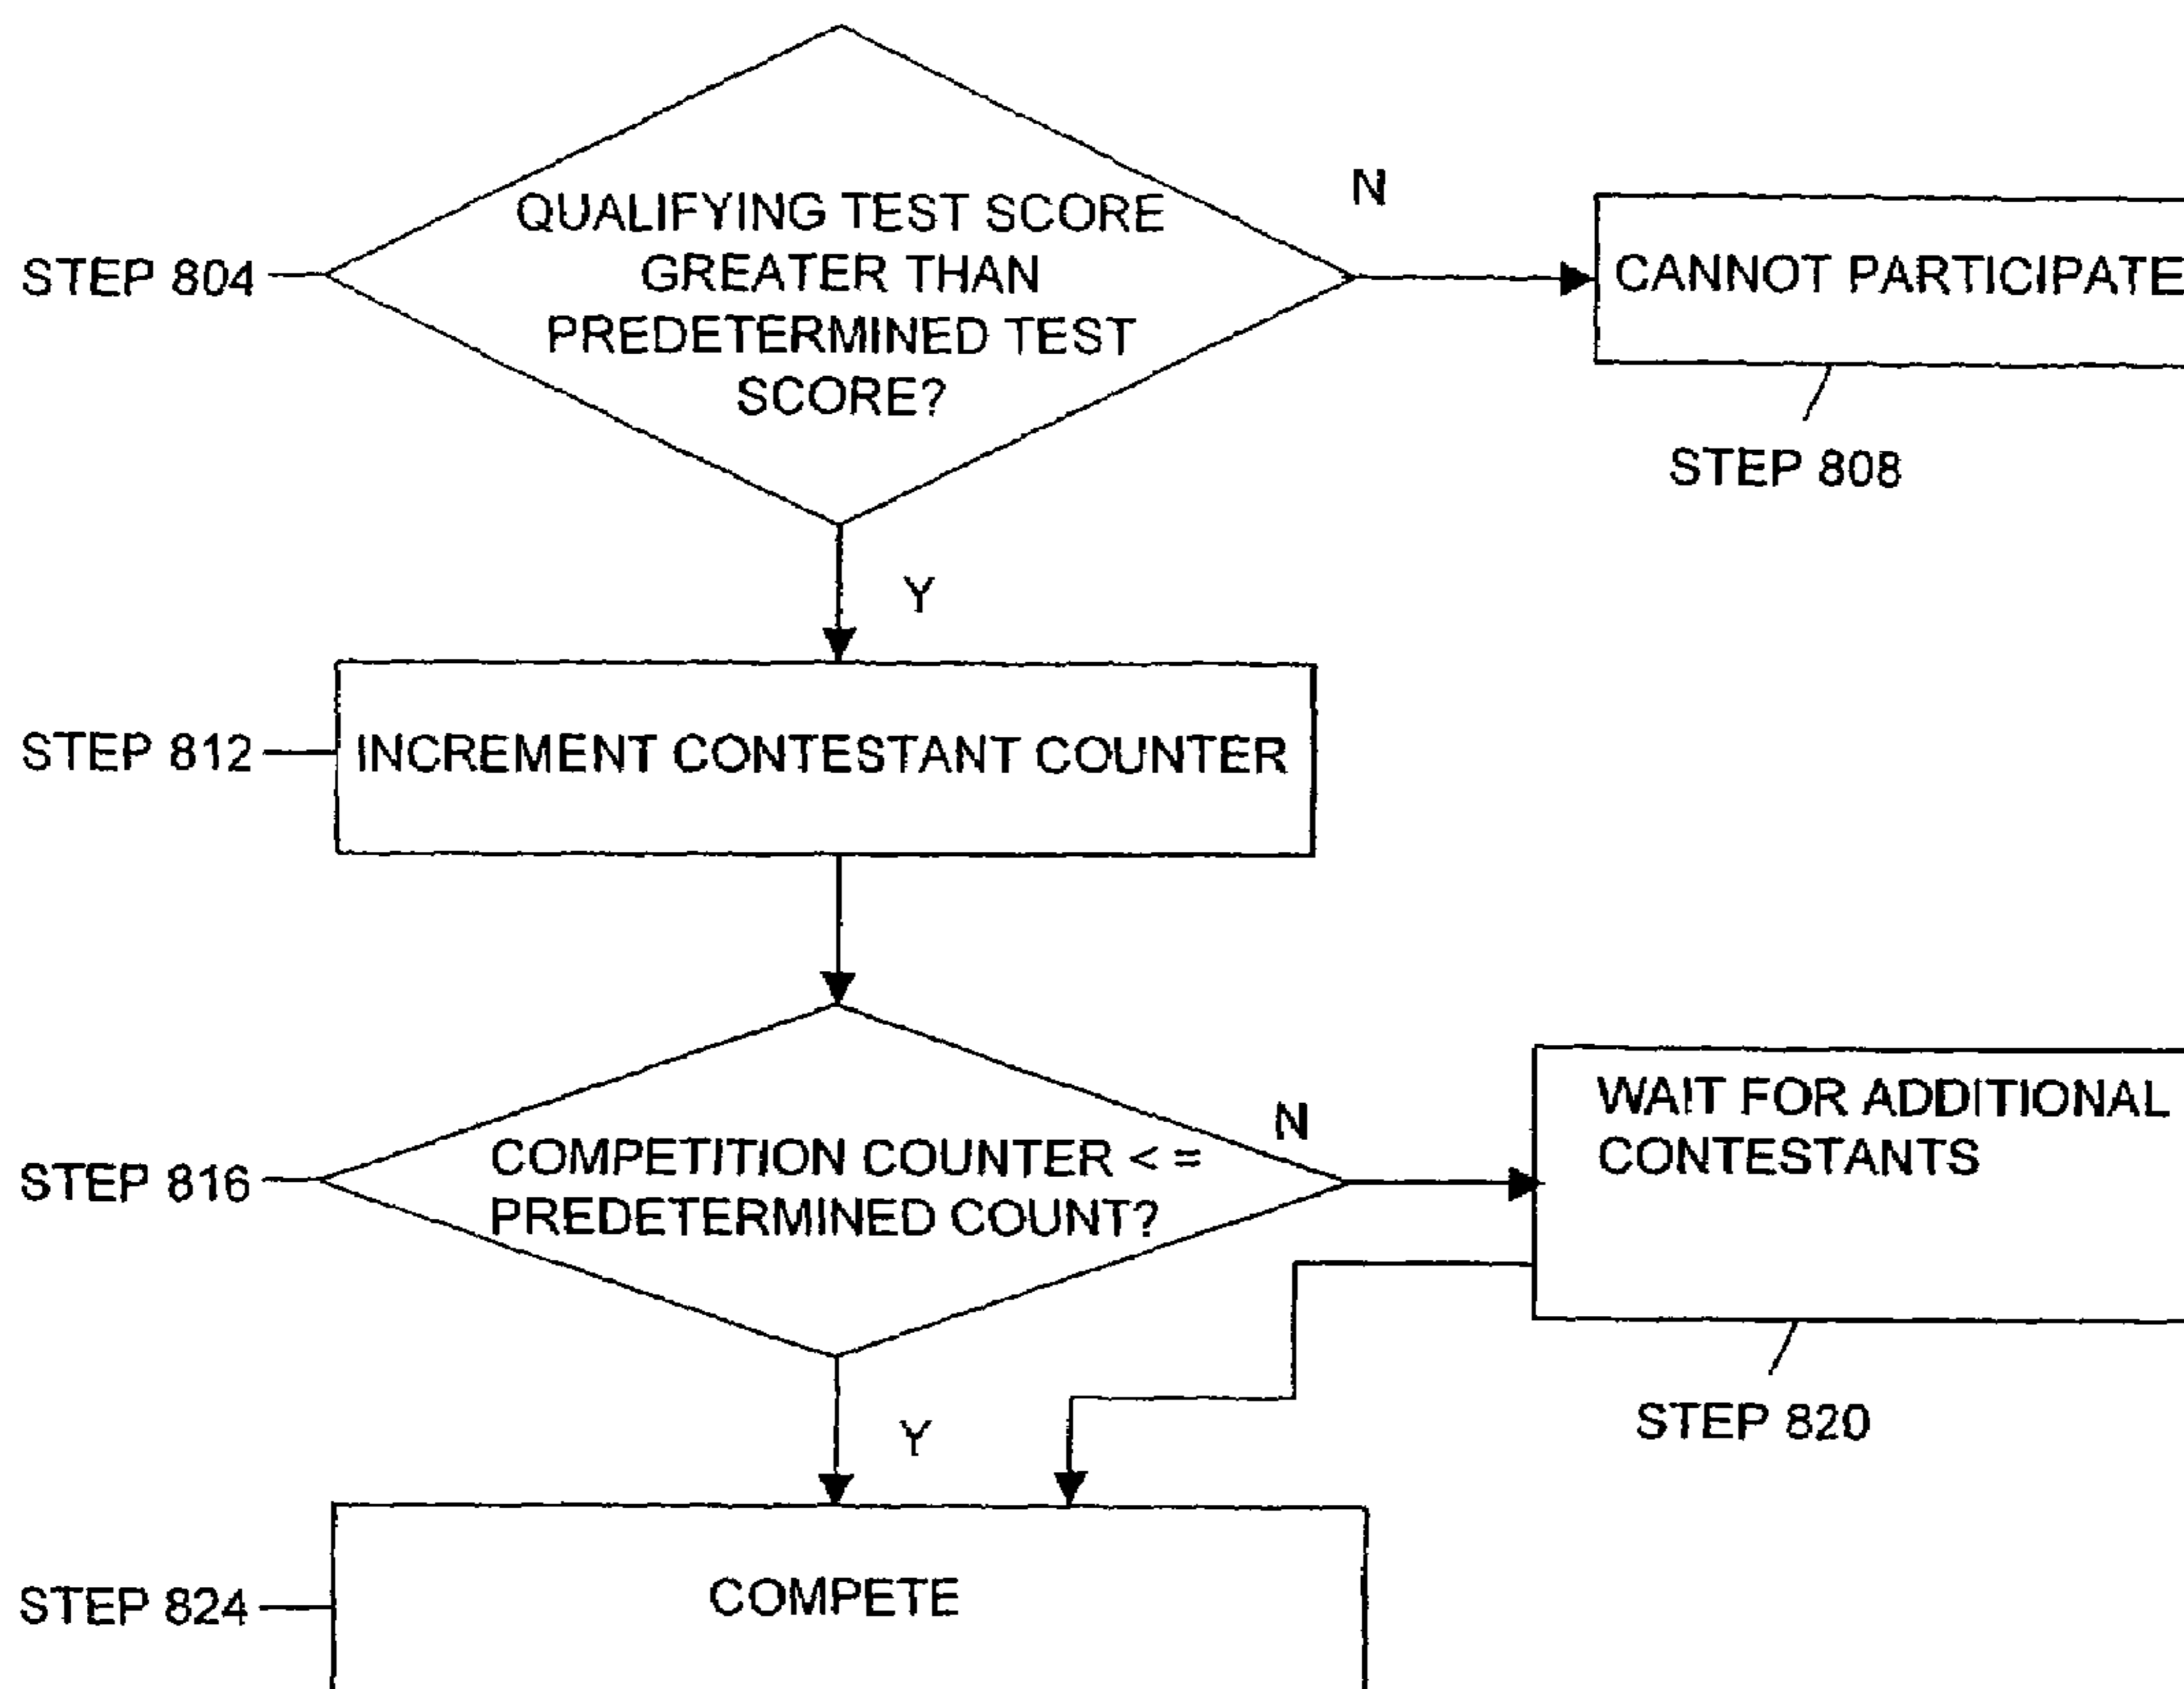 QUALIFYING TEST SCORE
GREATER THAN
PREDETERMINED TEST
SCORE?
STEP 804
N
CANNOT PARTICIPATE
STEP 808
Y
STEP 812
INCREMENT CONTESTANT COUNTER
COMPETITION COUNTER < =
PREDETERMINED COUNT?
STEP 816
N
WAIT FOR ADDITIONAL
CONTESTANTS
STEP 820
Y
STEP 824
COMPETE